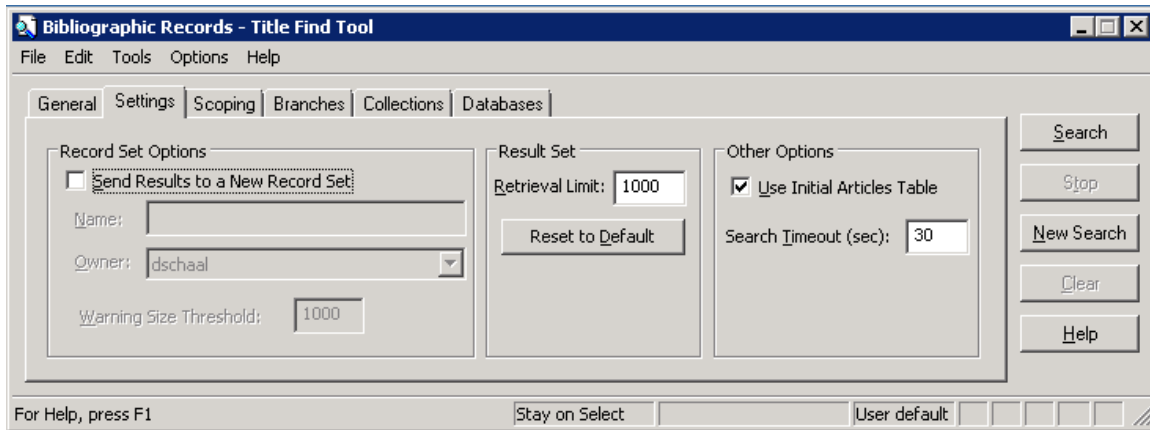 Bibliographic Records - Title Find Tool
File Edit Tools Options Help
General Settings Scoping Branches Collections Databases
Record Set Options
Send Results to a New Record Set
Name:
Owner: dschaal
Warning Size Threshold: 1000
Result Set
Retrieval Limit: 1000
Reset to Default
Other Options
Use Initial Articles Table
Search Timeout (sec): 30
Search
Stop
New Search
Clear
Help
For Help, press F1 Stay on Select User default